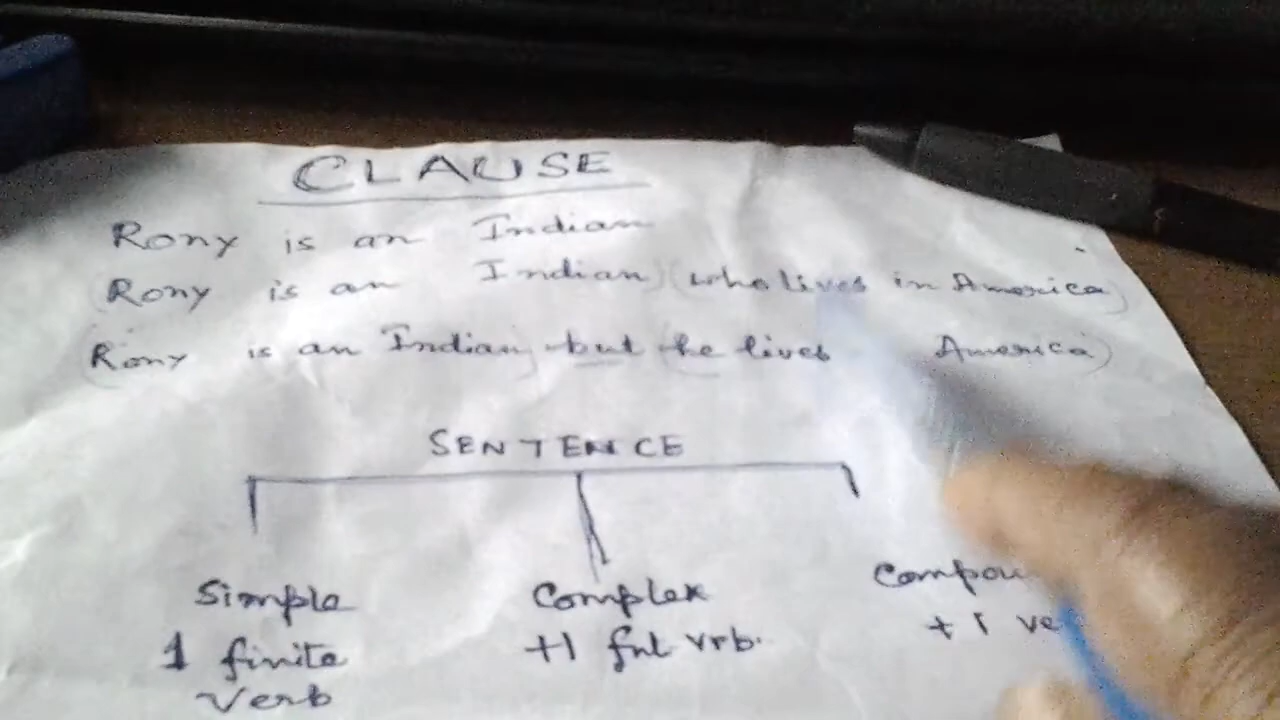 CLAUSE
Rony is an Indian
(Rony is an Indian) (who lives in America)
(Rony is an Indian) but (he lives America)
SENTENCE
Simple Complex
1 finite +1 fnt vrb. +1
Verb